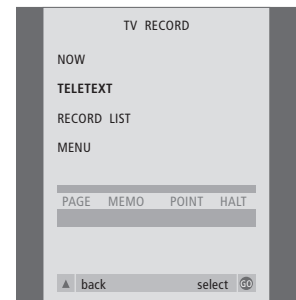 TV RECORD
NOW
TELETEXT
RECORD LIST
MENU
PAGE MEMO POINT HALT
▲ back select GO